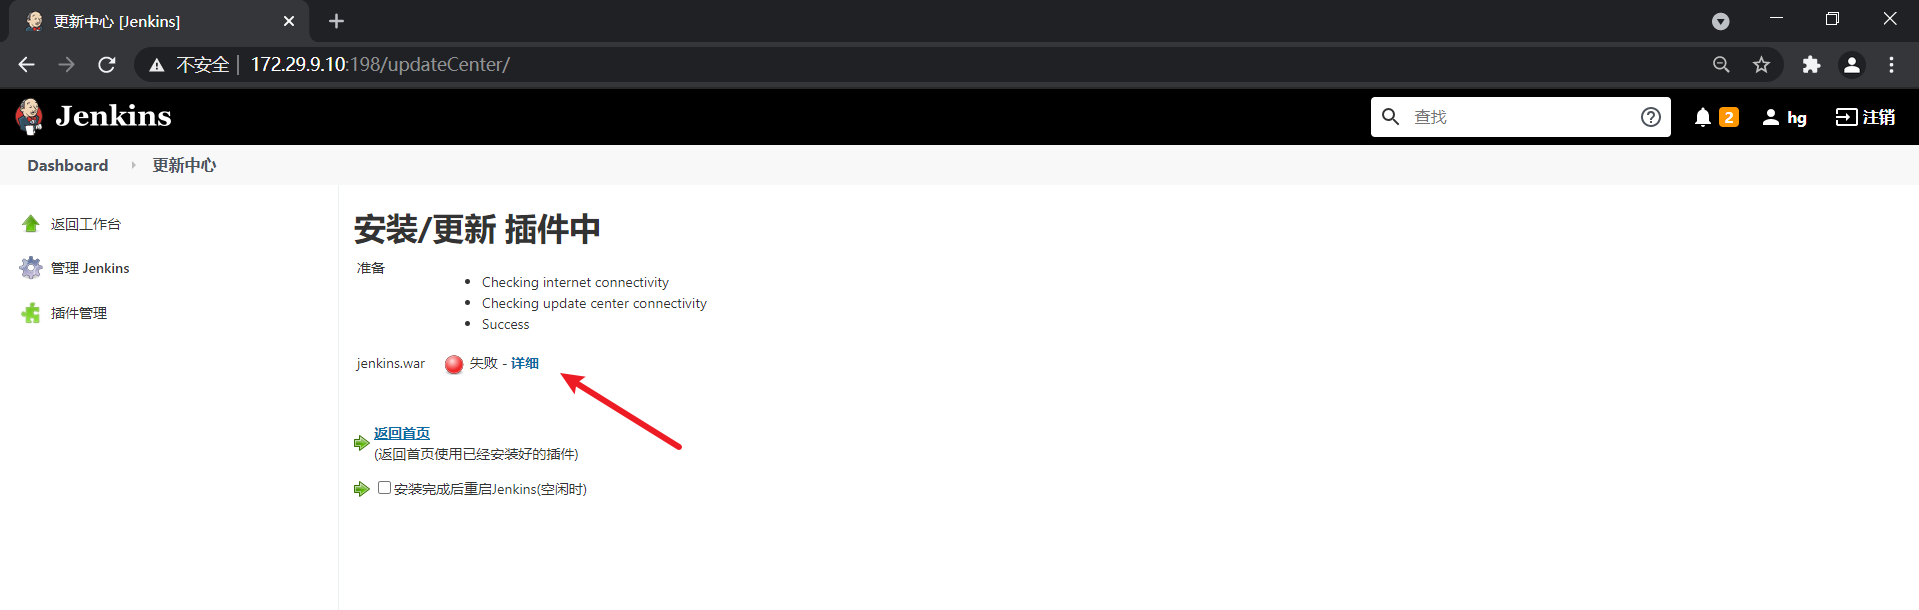 更新中心 [Jenkins]
不安全 | 172.29.9.10:198/updateCenter/
Jenkins
查找
2
hg
注销
Dashboard
更新中心
返回工作台
管理 Jenkins
插件管理
安装/更新 插件中
准备
Checking internet connectivity
Checking update center connectivity
Success
jenkins.war 失败 - 详细
返回首页
(返回首页使用已经安装好的插件)
安装完成后重启Jenkins(空闲时)